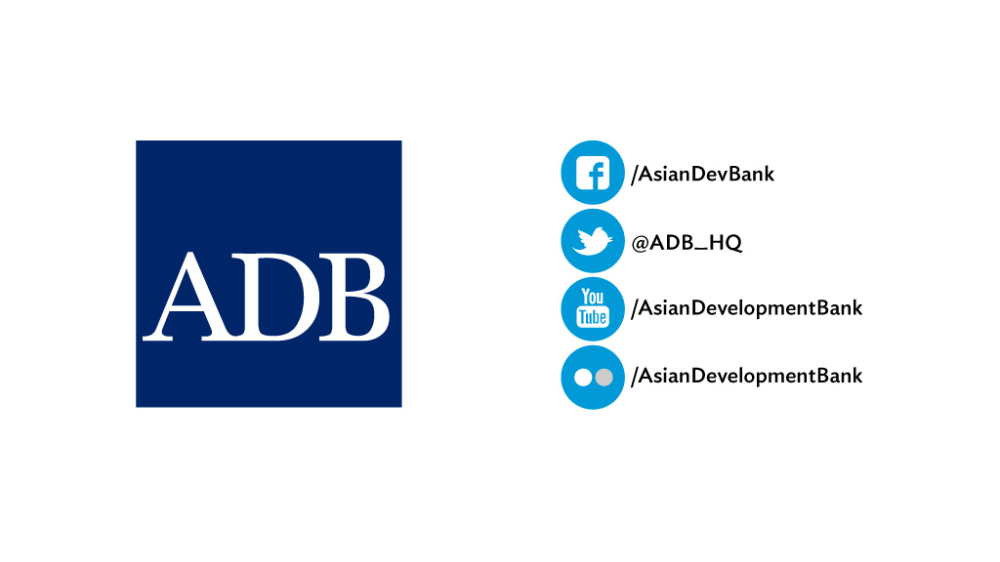 ADB
/AsianDevBank
@ADB_HQ
You
Tube
/AsianDevelopmentBank
/AsianDevelopmentBank